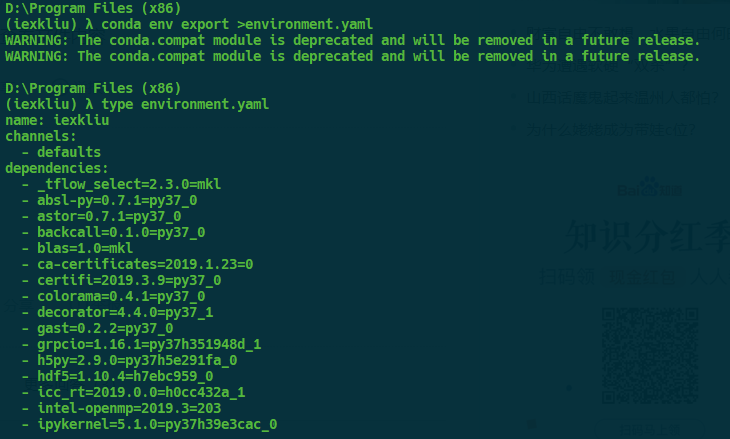 D:\Program Files (x86)
(iexkliu) λ conda env export >environment.yaml
WARNING: The conda.compat module is deprecated and will be removed in a future release.
WARNING: The conda.compat module is deprecated and will be removed in a future release.
D:\Program Files (x86)
(iexkliu) λ type environment.yaml
name: iexkliu
channels:
  - defaults
dependencies:
  - _tflow_select=2.3.0=mkl
  - absl-py=0.7.1=py37_0
  - astor=0.7.1=py37_0
  - backcall=0.1.0=py37_0
  - blas=1.0=mkl
  - ca-certificates=2019.1.23=0
  - certifi=2019.3.9=py37_0
  - colorama=0.4.1=py37_0
  - decorator=4.4.0=py37_1
  - gast=0.2.2=py37_0
  - grpcio=1.16.1=py37h351948d_1
  - h5py=2.9.0=py37h5e291fa_0
  - hdf5=1.10.4=h7ebc959_0
  - icc_rt=2019.0.0=h0cc432a_1
  - intel-openmp=2019.3=203
  - ipykernel=5.1.0=py37h39e3cac_0
知识分红季